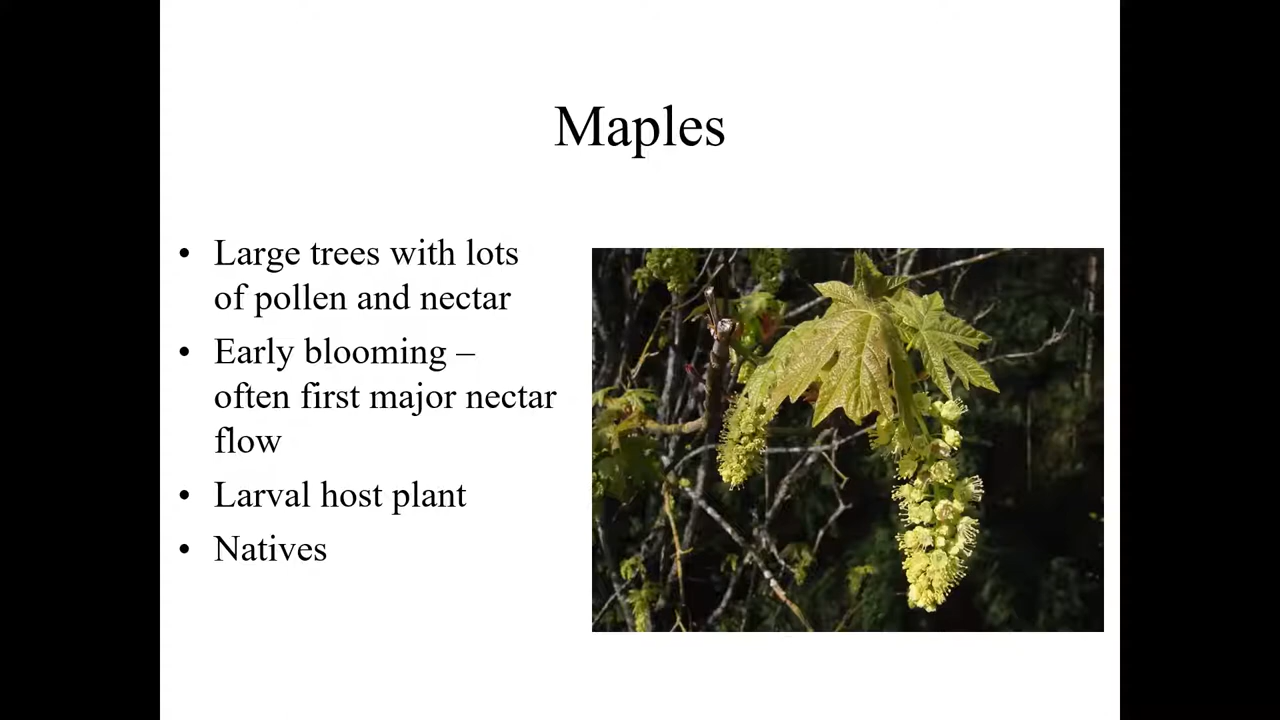 Maples
• Large trees with lots
of pollen and nectar
• Early blooming –
often first major nectar
flow
• Larval host plant
• Natives